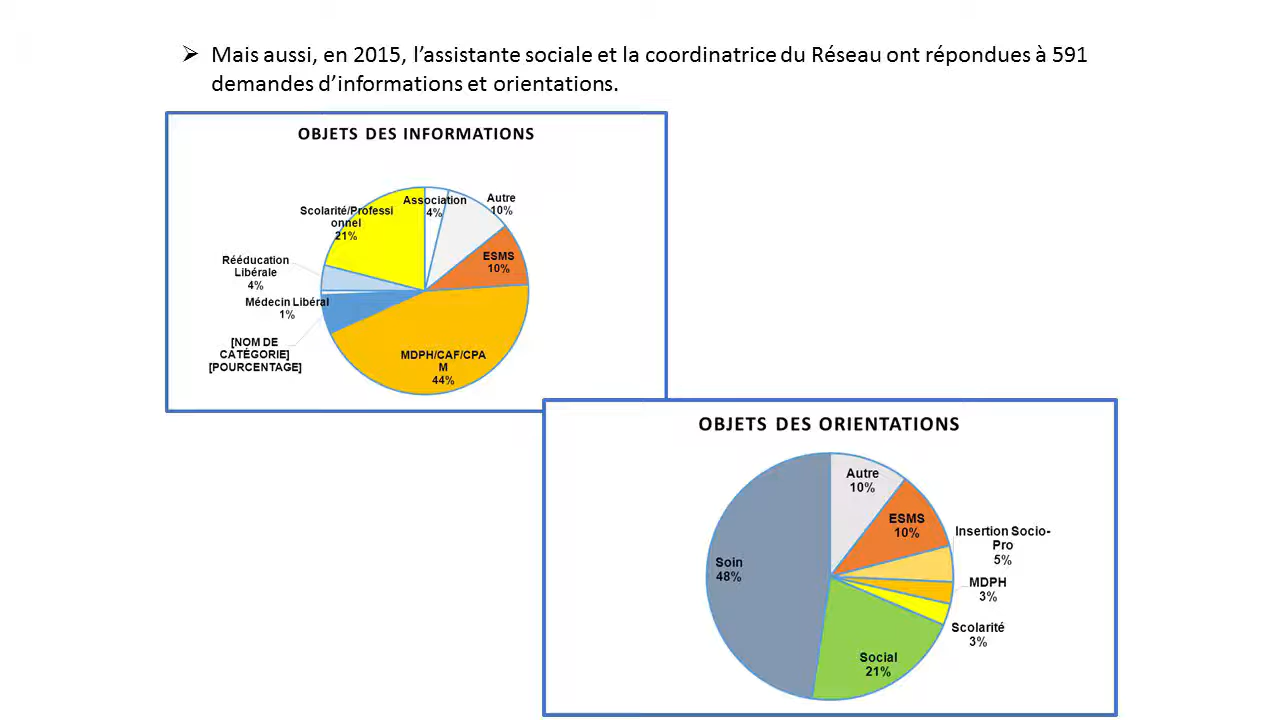 Mais aussi, en 2015, l'assistante sociale et la coordinatrice du Réseau ont répondues à 591
demandes d'informations et orientations.
OBJETS DES INFORMATIONS
Association
4%
Autre
10%
ESMS
10%
MDPH/CAF/CPA
M
44%
[NOM DE
CATÉGORIE]
[POURCENTAGE]
Médecin Libéral
1%
Rééducation
Libérale
4%
Scolarité/Professi
onnel
21%
OBJETS DES ORIENTATIONS
Autre
10%
ESMS
10%
Insertion Socio-
Pro
5%
MDPH
3%
Scolarité
3%
Social
21%
Soin
48%